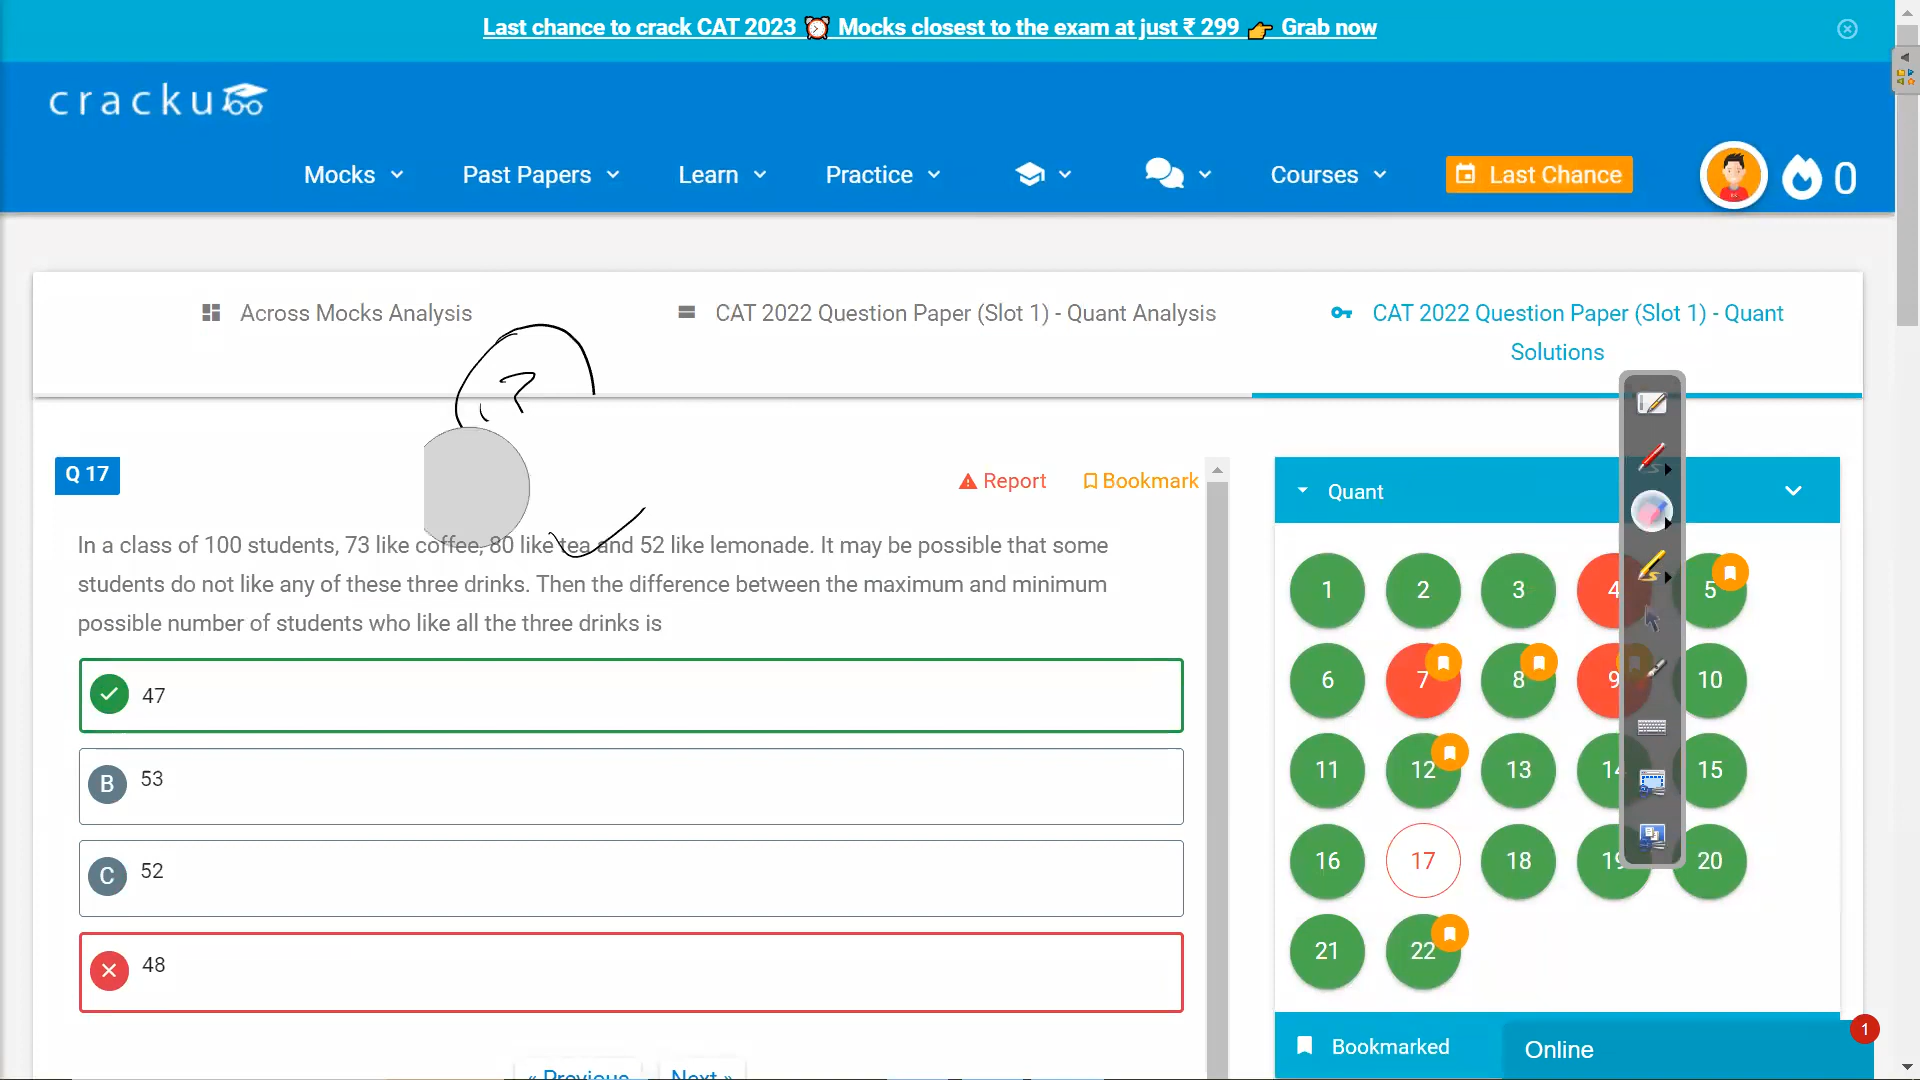 Last chance to crack CAT 2023 ⏰ Mocks closest to the exam at just ₹ 299 👉 Grab now
cracku
Mocks Past Papers Learn Practice Courses Last Chance 0
Across Mocks Analysis
CAT 2022 Question Paper (Slot 1) - Quant Analysis
CAT 2022 Question Paper (Slot 1) - Quant
Solutions
Q 17
Report Bookmark
In a class of 100 students, 73 like coffee, 80 like tea and 52 like lemonade. It may be possible that some
students do not like any of these three drinks. Then the difference between the maximum and minimum
possible number of students who like all the three drinks is
47
B 53
C 52
48
« Previous Next »
Quant
1 2 3 4 5
6 7 8 9 10
11 12 13 14 15
16 17 18 19 20
21 22
Bookmarked
Online
1